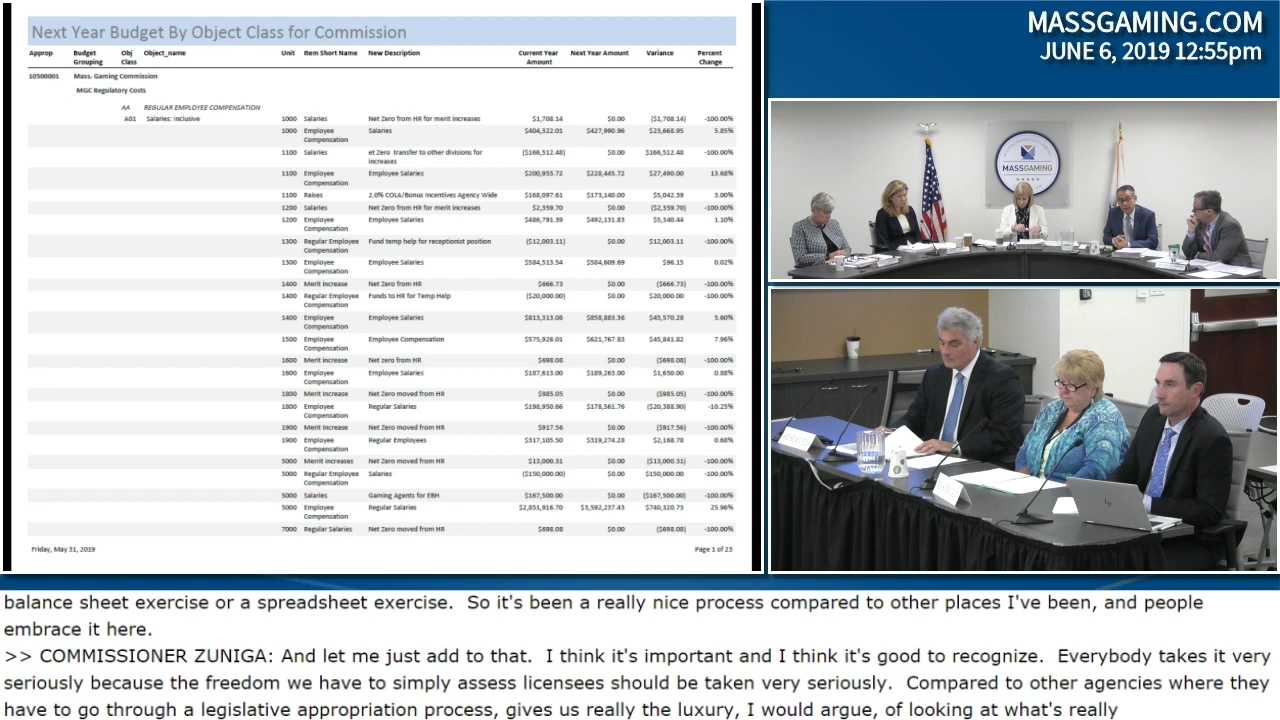 Next Year Budget By Object Class for Commission
Approp Budget Grouping Obj Class Object_name Unit Item Short Name New Description Current Year Amount Next Year Amount Variance Percent Change
10500001 Mass. Gaming Commission
MGC Regulatory Costs
AA REGULAR EMPLOYEE COMPENSATION
A01 Salaries: Inclusive 1000 Salaries Net Zero from HR for merit increases $1,708.14 $0.00 ($1,708.14) -100.00%
1000 Employee Compensation Salaries $404,322.01 $427,990.96 $23,668.95 5.85%
1100 Salaries et Zero transfer to other divisions for increases ($166,512.48) $0.00 $166,512.48 -100.00%
1100 Employee Compensation Employee Salaries $200,955.72 $228,445.72 $27,490.00 13.68%
1100 Raises 2.0% COLA/Bonus Incentives Agency Wide $168,097.61 $173,140.00 $5,042.39 3.00%
1200 Salaries Net Zero from HR for merit increases $2,359.70 $0.00 ($2,359.70) -100.00%
1200 Employee Compensation Employee Salaries $486,791.39 $492,131.83 $5,340.44 1.10%
1300 Regular Employee Compensation Fund temp help for receptionist position ($12,003.11) $0.00 $12,003.11 -100.00%
1300 Employee Compensation Employee Salaries $584,513.54 $584,609.69 $96.15 0.02%
1400 Merit increase Net Zero from HR $666.73 $0.00 ($666.73) -100.00%
1400 Regular Employee Compensation Funds to HR for Temp Help ($20,000.00) $0.00 $20,000.00 -100.00%
1400 Employee Compensation Employee Salaries $813,313.08 $858,883.36 $45,570.28 5.60%
1500 Employee Compensation Employee Compensation $575,926.01 $621,767.83 $45,841.82 7.96%
1600 Merit increase Net zero from HR $698.08 $0.00 ($698.08) -100.00%
1600 Employee Compensation Employee Salaries $187,613.00 $189,263.00 $1,650.00 0.88%
1800 Merit increase Net Zero moved from HR $985.05 $0.00 ($985.05) -100.00%
1800 Employee Compensation Regular Salaries $198,950.66 $178,561.76 ($20,388.90) -10.25%
1900 Merit Increase Net Zero moved from HR $917.56 $0.00 ($917.56) -100.00%
1900 Employee Compensation Regular Employees $317,105.50 $319,274.28 $2,168.78 0.68%
5000 Merrit increases Net Zero moved from HR $13,000.31 $0.00 ($13,000.31) -100.00%
5000 Regular Employee Compensation Salaries ($150,000.00) $0.00 $150,000.00 -100.00%
5000 Salaries Gaming Agents for EBH $167,500.00 $0.00 ($167,500.00) -100.00%
5000 Employee Compensation Regular Salaries $2,851,916.70 $3,592,237.43 $740,320.73 25.96%
7000 Regular Salaries Net Zero moved from HR $698.08 $0.00 ($698.08) -100.00%
Friday, May 31, 2019 Page 1 of 23
MASSGAMING.COM
JUNE 6, 2019 12:55pm
MASSGAMING
balance sheet exercise or a spreadsheet exercise. So it's been a really nice process compared to other places I've been, and people
embrace it here.
>> COMMISSIONER ZUNIGA: And let me just add to that. I think it's important and I think it's good to recognize. Everybody takes it very
seriously because the freedom we have to simply assess licensees should be taken very seriously. Compared to other agencies where they
have to go through a legislative appropriation process, gives us really the luxury, I would argue, of looking at what's really